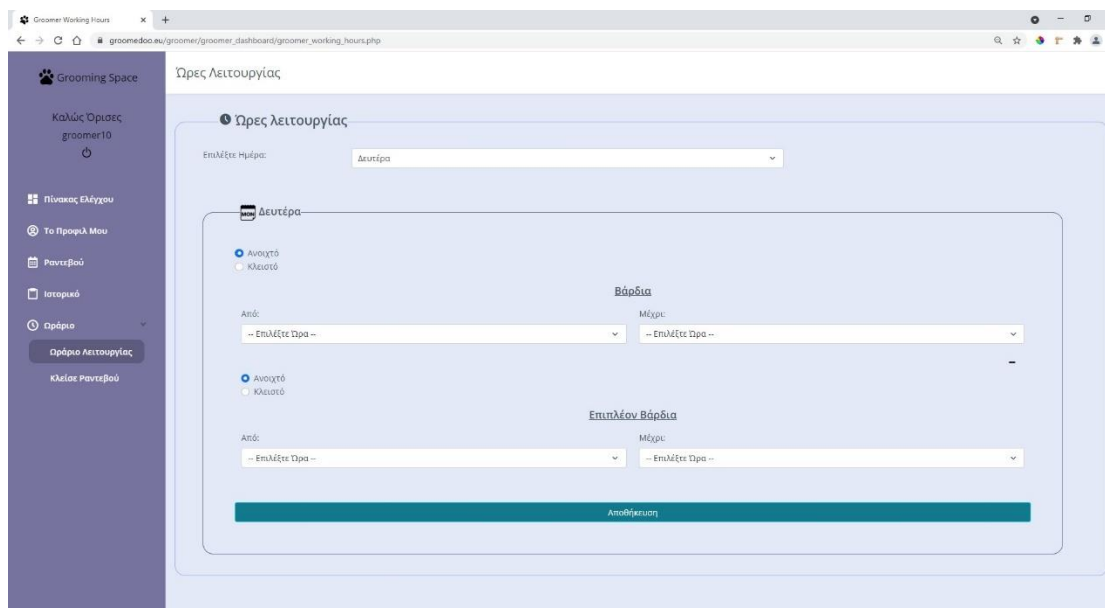 Groomer Working Hours
groomedoo.eu/groomer/groomer_dashboard/groomer_working_hours.php
Grooming Space
Ώρες Λειτουργίας
Καλώς Όρισες
groomer10
Ώρες λειτουργίας
Επιλέξτε Ημέρα:
Δευτέρα
Πίνακας Ελέγχου
Το Προφιλ Μου
Ραντεβού
Ιστορικό
Ωράριο
Ωράριο Λειτουργίας
Κλείσε Ραντεβού
MON Δευτέρα
Ανοιχτό
Κλειστό
Βάρδια
Από: Μέχρι:
-- Επιλέξτε Ώρα -- -- Επιλέξτε Ώρα --
Ανοιχτό
Κλειστό
Επιπλέον Βάρδια
Από: Μέχρι:
-- Επιλέξτε Ώρα -- -- Επιλέξτε Ώρα --
Αποθήκευση